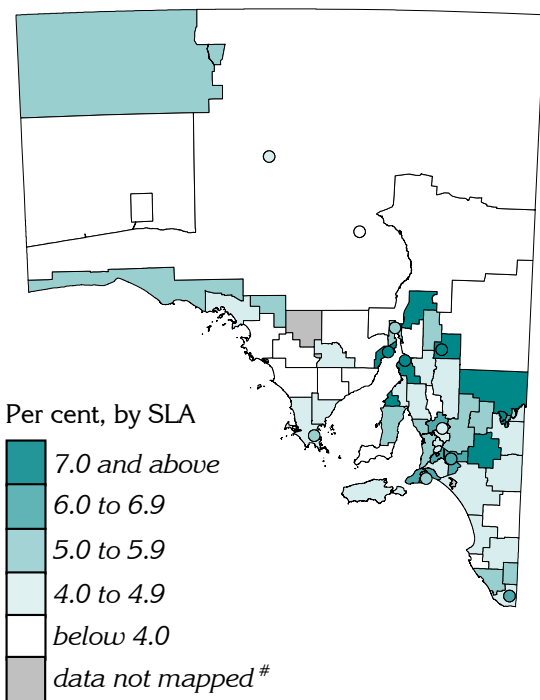 Per cent, by SLA
7.0 and above
6.0 to 6.9
5.0 to 5.9
4.0 to 4.9
below 4.0
data not mapped #